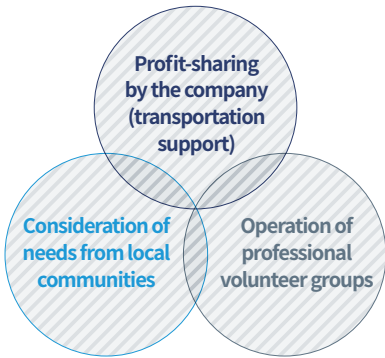 Profit-sharing
by the company
(transportation
support)
Consideration of
needs from local
communities
Operation of
professional
volunteer groups